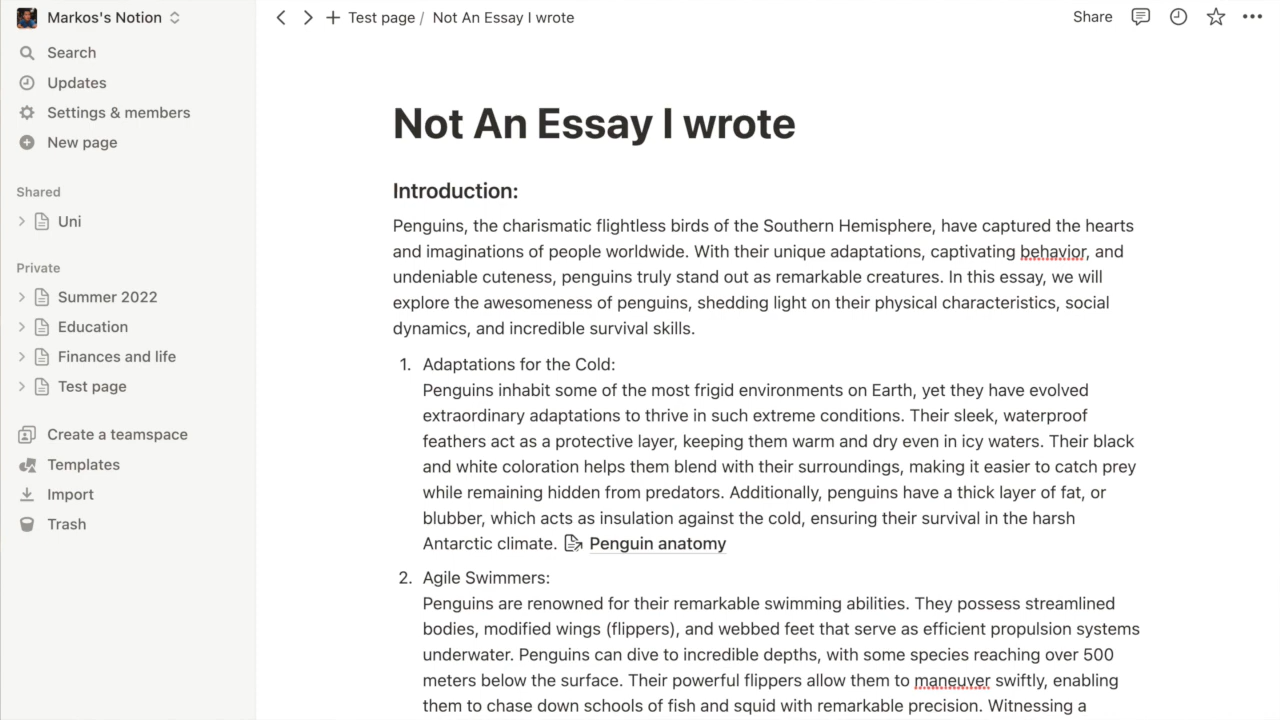 Markos's Notion
Search
Updates
Settings & members
New page
Shared
Uni
Private
Summer 2022
Education
Finances and life
Test page
Create a teamspace
Templates
Import
Trash
Test page / Not An Essay I wrote
Share
Not An Essay I wrote
Introduction:
Penguins, the charismatic flightless birds of the Southern Hemisphere, have captured the hearts
and imaginations of people worldwide. With their unique adaptations, captivating behavior, and
undeniable cuteness, penguins truly stand out as remarkable creatures. In this essay, we will
explore the awesomeness of penguins, shedding light on their physical characteristics, social
dynamics, and incredible survival skills.
1. Adaptations for the Cold:
Penguins inhabit some of the most frigid environments on Earth, yet they have evolved
extraordinary adaptations to thrive in such extreme conditions. Their sleek, waterproof
feathers act as a protective layer, keeping them warm and dry even in icy waters. Their black
and white coloration helps them blend with their surroundings, making it easier to catch prey
while remaining hidden from predators. Additionally, penguins have a thick layer of fat, or
blubber, which acts as insulation against the cold, ensuring their survival in the harsh
Antarctic climate. Penguin anatomy
2. Agile Swimmers:
Penguins are renowned for their remarkable swimming abilities. They possess streamlined
bodies, modified wings (flippers), and webbed feet that serve as efficient propulsion systems
underwater. Penguins can dive to incredible depths, with some species reaching over 500
meters below the surface. Their powerful flippers allow them to maneuver swiftly, enabling
them to chase down schools of fish and squid with remarkable precision. Witnessing a